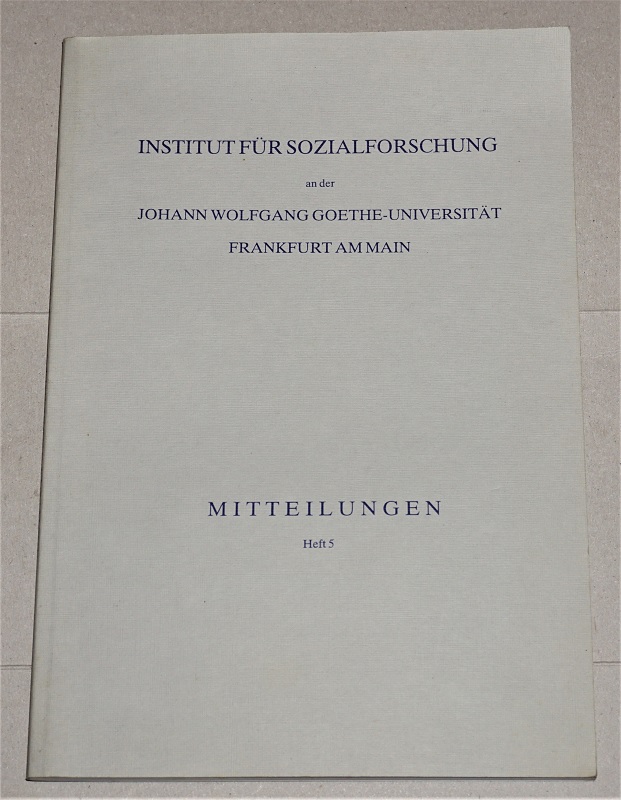 INSTITUT FÜR SOZIALFORSCHUNG
an der
JOHANN WOLFGANG GOETHE-UNIVERSITÄT
FRANKFURT AM MAIN
MITTEILUNGEN
Heft 5